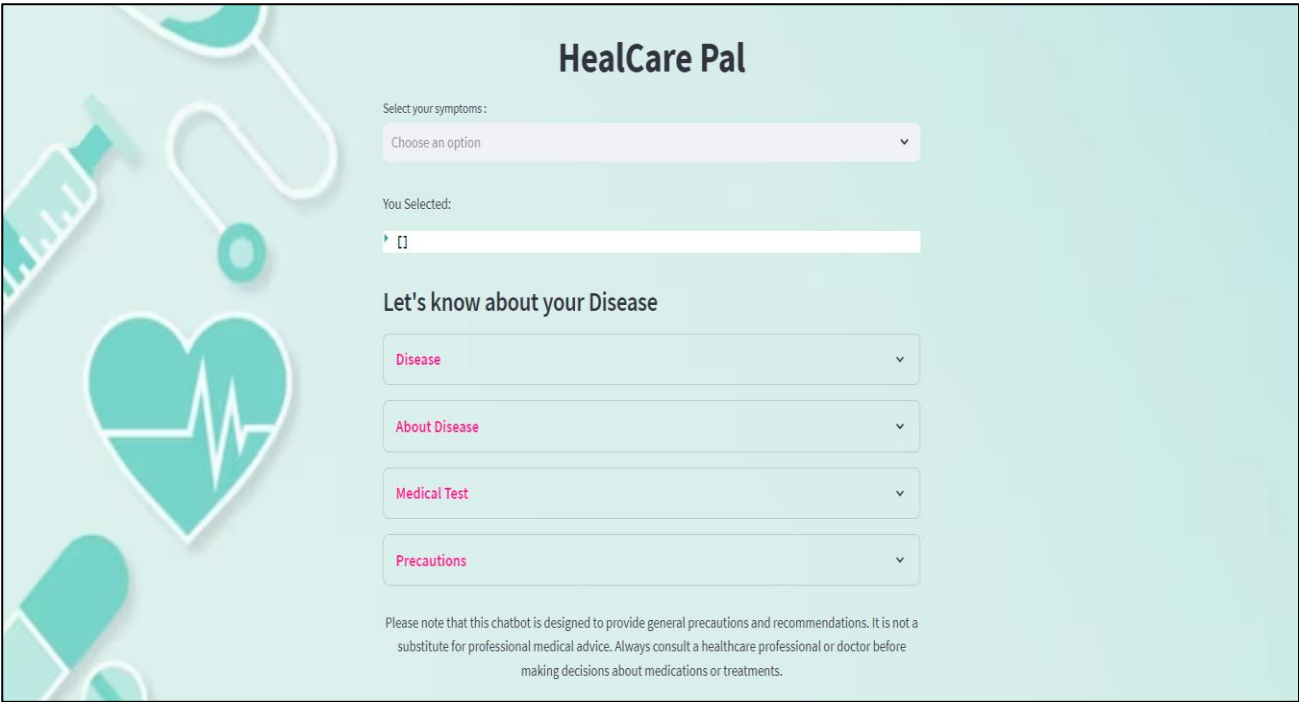 HealCare Pal
Select your symptoms :
Choose an option
You Selected:
[]
Let's know about your Disease
Disease
About Disease
Medical Test
Precautions
Please note that this chatbot is designed to provide general precautions and recommendations. It is not a
substitute for professional medical advice. Always consult a healthcare professional or doctor before
making decisions about medications or treatments.